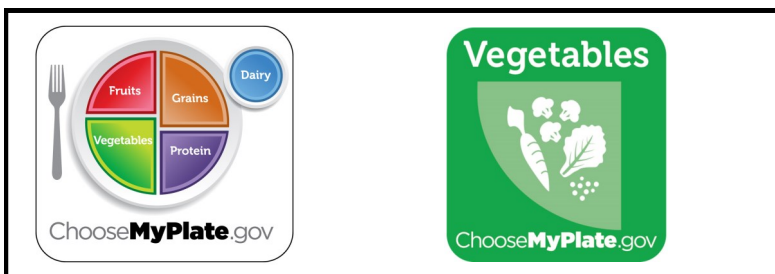 Fruits
Grains
Dairy
Vegetables
Protein
ChooseMyPlate.gov
Vegetables
ChooseMyPlate.gov